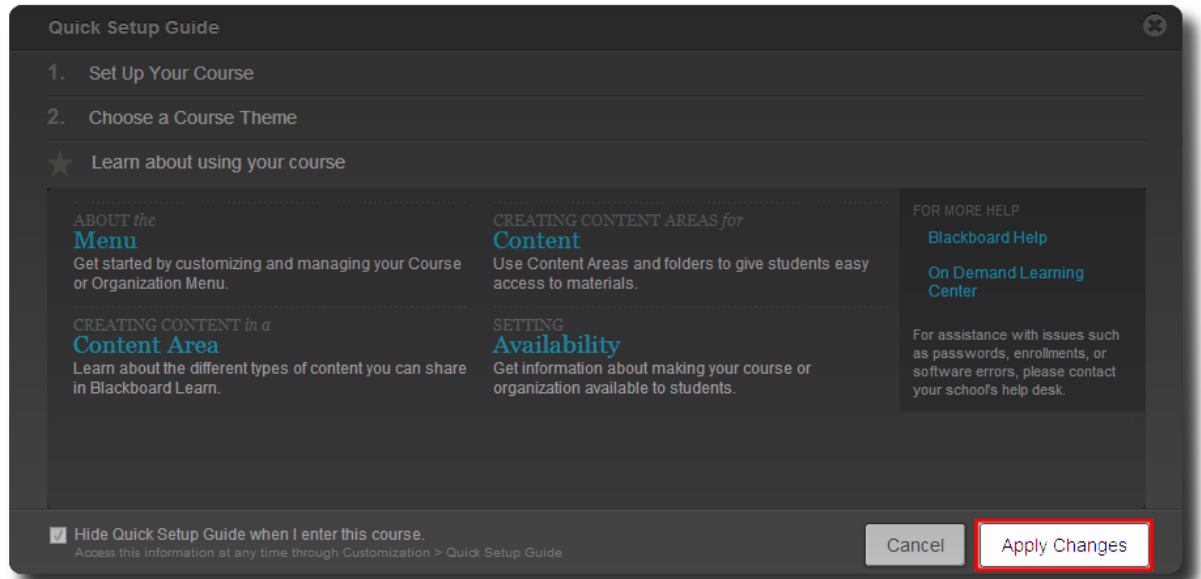 Quick Setup Guide
1. Set Up Your Course
2. Choose a Course Theme
Learn about using your course
ABOUT the
Menu
Get started by customizing and managing your Course
or Organization Menu.
CREATING CONTENT AREAS for
Content
Use Content Areas and folders to give students easy
access to materials.
CREATING CONTENT in a
Content Area
Learn about the different types of content you can share
in Blackboard Learn.
SETTING
Availability
Get information about making your course or
organization available to students.
FOR MORE HELP
Blackboard Help
On Demand Learning
Center
For assistance with issues such
as passwords, enrollments, or
software errors, please contact
your school's help desk.
Hide Quick Setup Guide when I enter this course.
Access this information at any time through Customization > Quick Setup Guide
Cancel
Apply Changes